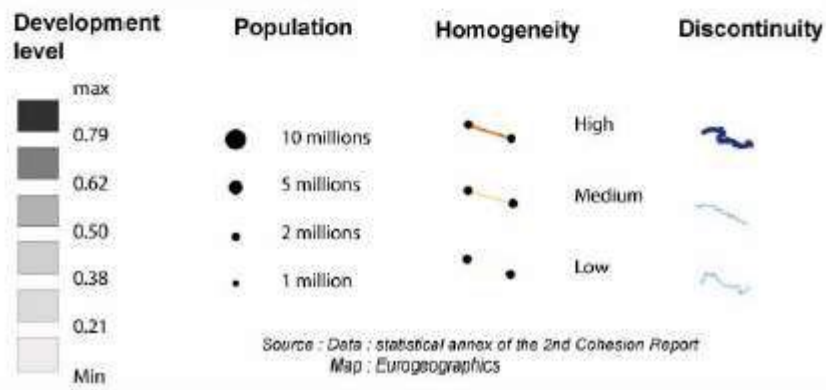 Development level
Population
Homogeneity
Discontinuity
max
0.79
0.62
0.50
0.38
0.21
Min
10 millions
5 millions
2 millions
1 million
High
Medium
Low
Source : Data : statistical annex of the 2nd Cohesion Report
Map : Eurogeographics